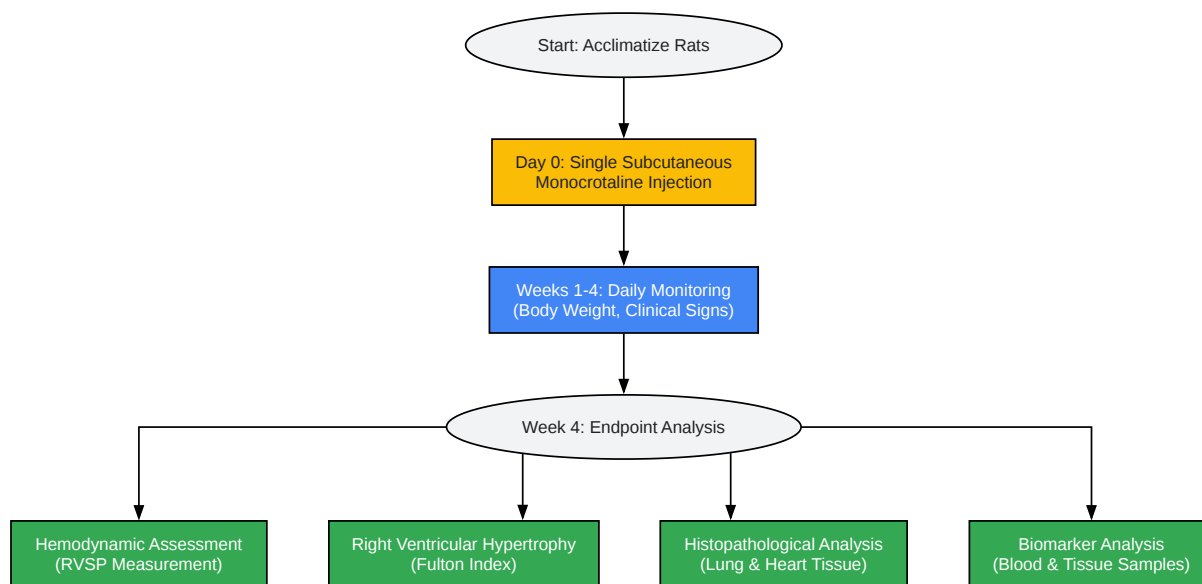 Start: Acclimatize Rats
Day 0: Single Subcutaneous
Monocrotaline Injection
Weeks 1-4: Daily Monitoring
(Body Weight, Clinical Signs)
Week 4: Endpoint Analysis
Hemodynamic Assessment
(RVSP Measurement)
Right Ventricular Hypertrophy
(Fulton Index)
Histopathological Analysis
(Lung & Heart Tissue)
Biomarker Analysis
(Blood & Tissue Samples)